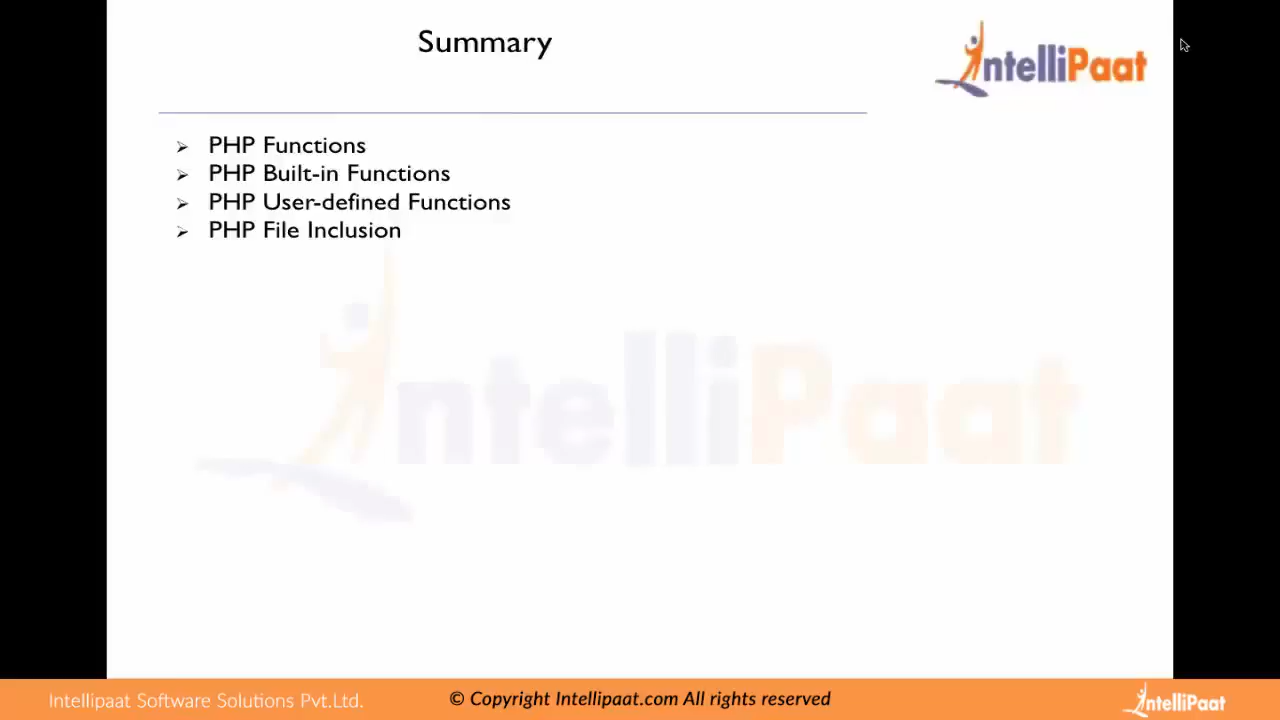 Summary
IntelliPaat
PHP Functions
PHP Built-in Functions
PHP User-defined Functions
PHP File Inclusion
IntelliPaat
Intellipaat Software Solutions Pvt.Ltd.
© Copyright Intellipaat.com All rights reserved
IntelliPaat